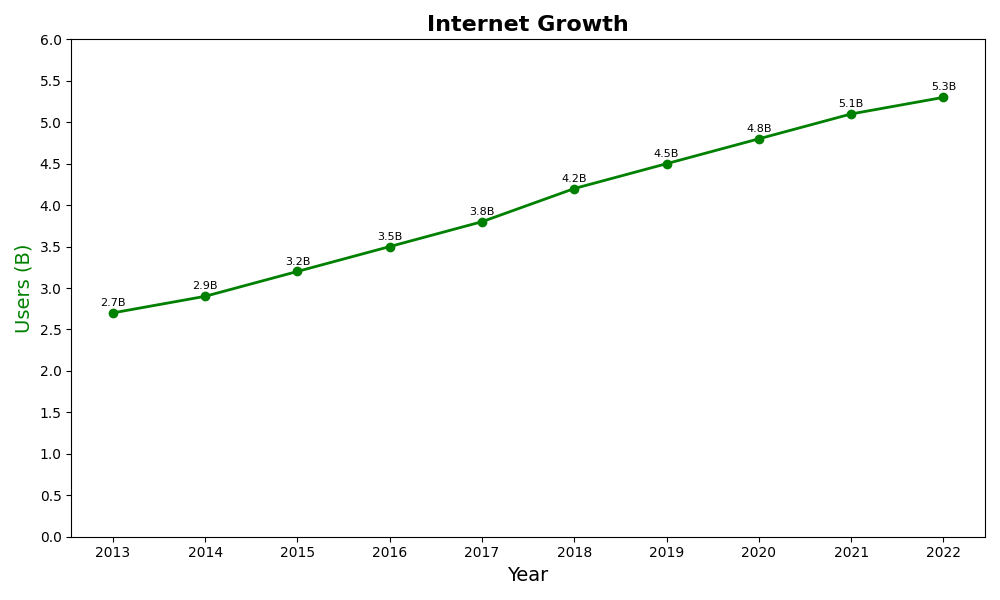 Internet Growth
6.0
5.5
5.0
4.5
4.0
3.5
3.0
2.5
2.0
1.5
1.0
0.5
0.0
Users (B)
2.7B
2.9B
3.2B
3.5B
3.8B
4.2B
4.5B
4.8B
5.1B
5.3B
2013 2014 2015 2016 2017 2018 2019 2020 2021 2022
Year